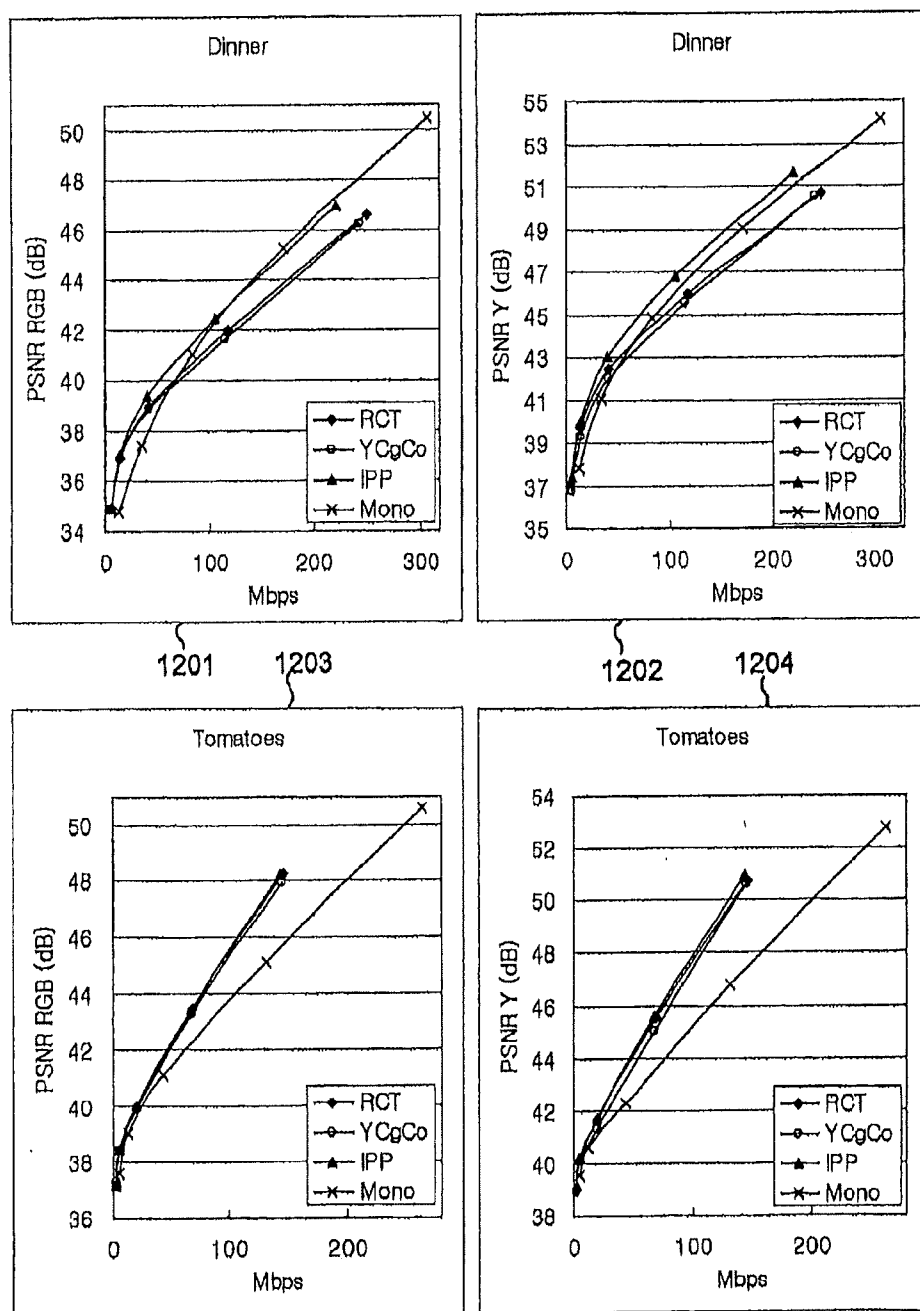 Dinner
PSNR RGB (dB)
50
48
46
44
42
40
38
36
34
0 100 200 300
Mbps
RCT
YCgCo
IPP
Mono
1201
Dinner
PSNR Y (dB)
55
53
51
49
47
45
43
41
39
37
35
0 100 200 300
Mbps
RCT
YCgCo
IPP
Mono
1202
1203
Tomatoes
PSNR RGB (dB)
50
48
46
44
42
40
38
36
0 100 200
Mbps
RCT
YCgCo
IPP
Mono
1204
Tomatoes
PSNR Y (dB)
54
52
50
48
46
44
42
40
38
0 100 200
Mbps
RCT
YCgCo
IPP
Mono